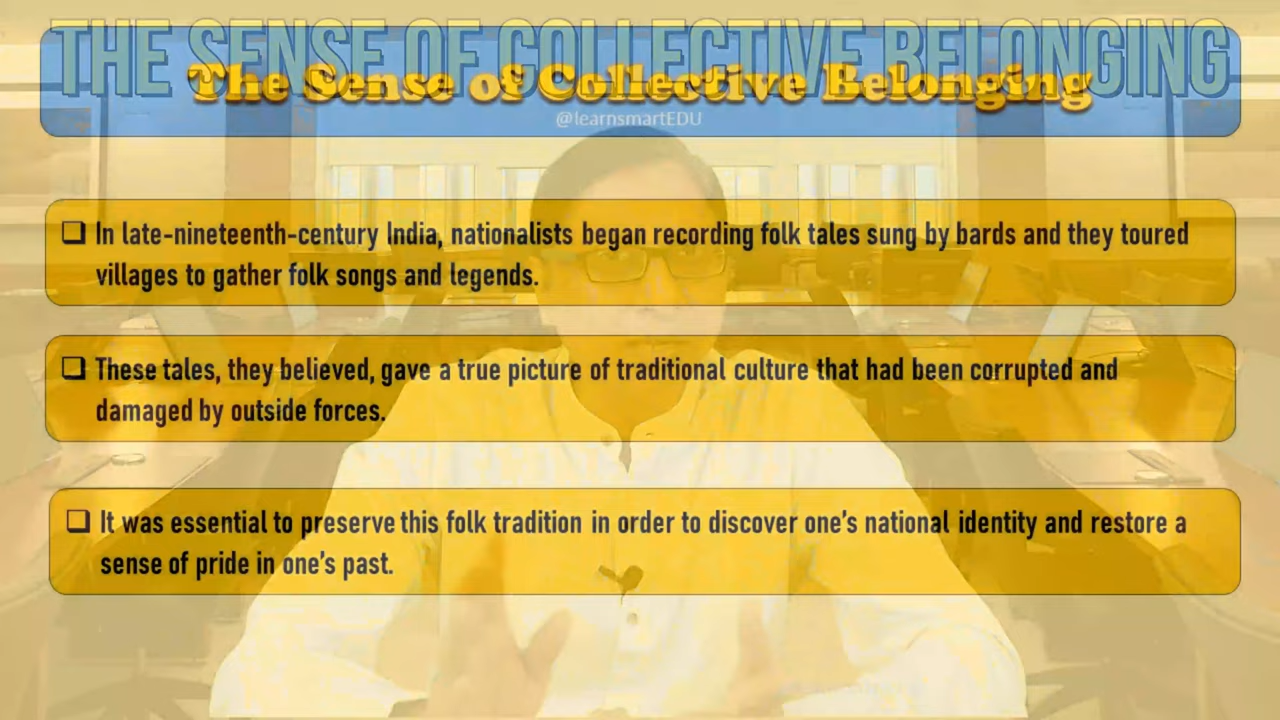 THE SENSE OF COLLECTIVE BELONGING
The Sense of Collective Belonging
@learnsmartEDU
❑ In late-nineteenth-century India, nationalists began recording folk tales sung by bards and they toured
villages to gather folk songs and legends.
❑ These tales, they believed, gave a true picture of traditional culture that had been corrupted and
damaged by outside forces.
❑ It was essential to preserve this folk tradition in order to discover one’s national identity and restore a
sense of pride in one’s past.